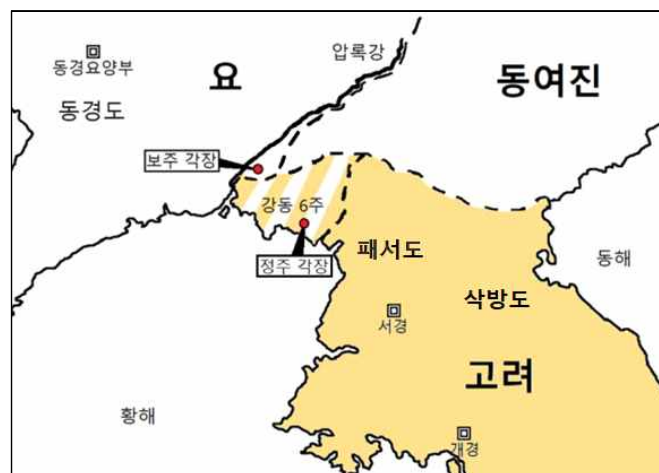 압록강
동경요양부
요
동여진
동경도
보주 각장
강동 6주
정주 각장
패서도
동해
삭방도
서경
고려
황해
개경